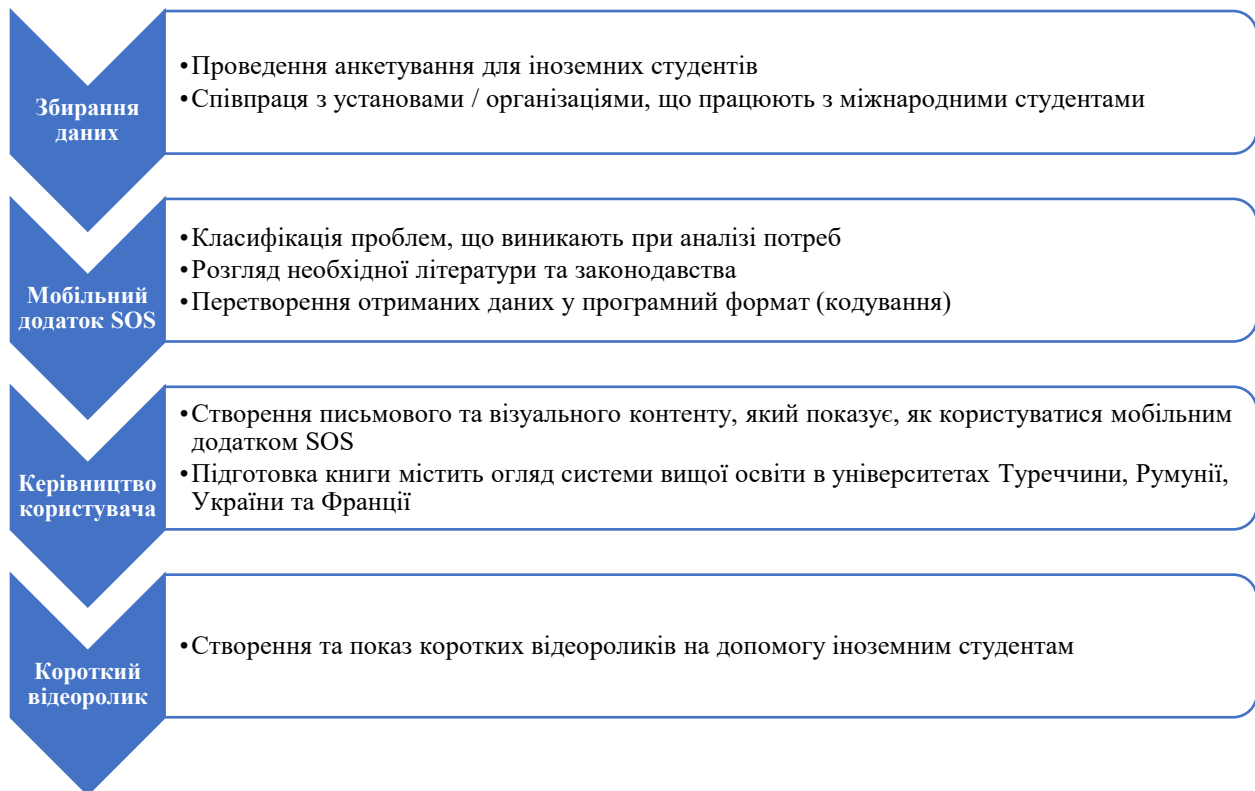 Збирання
даних
•Проведення анкетування для іноземних студентів
•Співпраця з установами / організаціями, що працюють з міжнародними студентами
Мобільний
додаток SOS
•Класифікація проблем, що виникають при аналізі потреб
•Розгляд необхідної літератури та законодавства
•Перетворення отриманих даних у програмний формат (кодування)
Керівництво
користувача
•Створення письмового та візуального контенту, який показує, як користуватися мобільним
додатком SOS
•Підготовка книги містить огляд системи вищої освіти в університетах Туреччини, Румунії,
України та Франції
Короткий
відеоролик
•Створення та показ коротких відеороликів на допомогу іноземним студентам